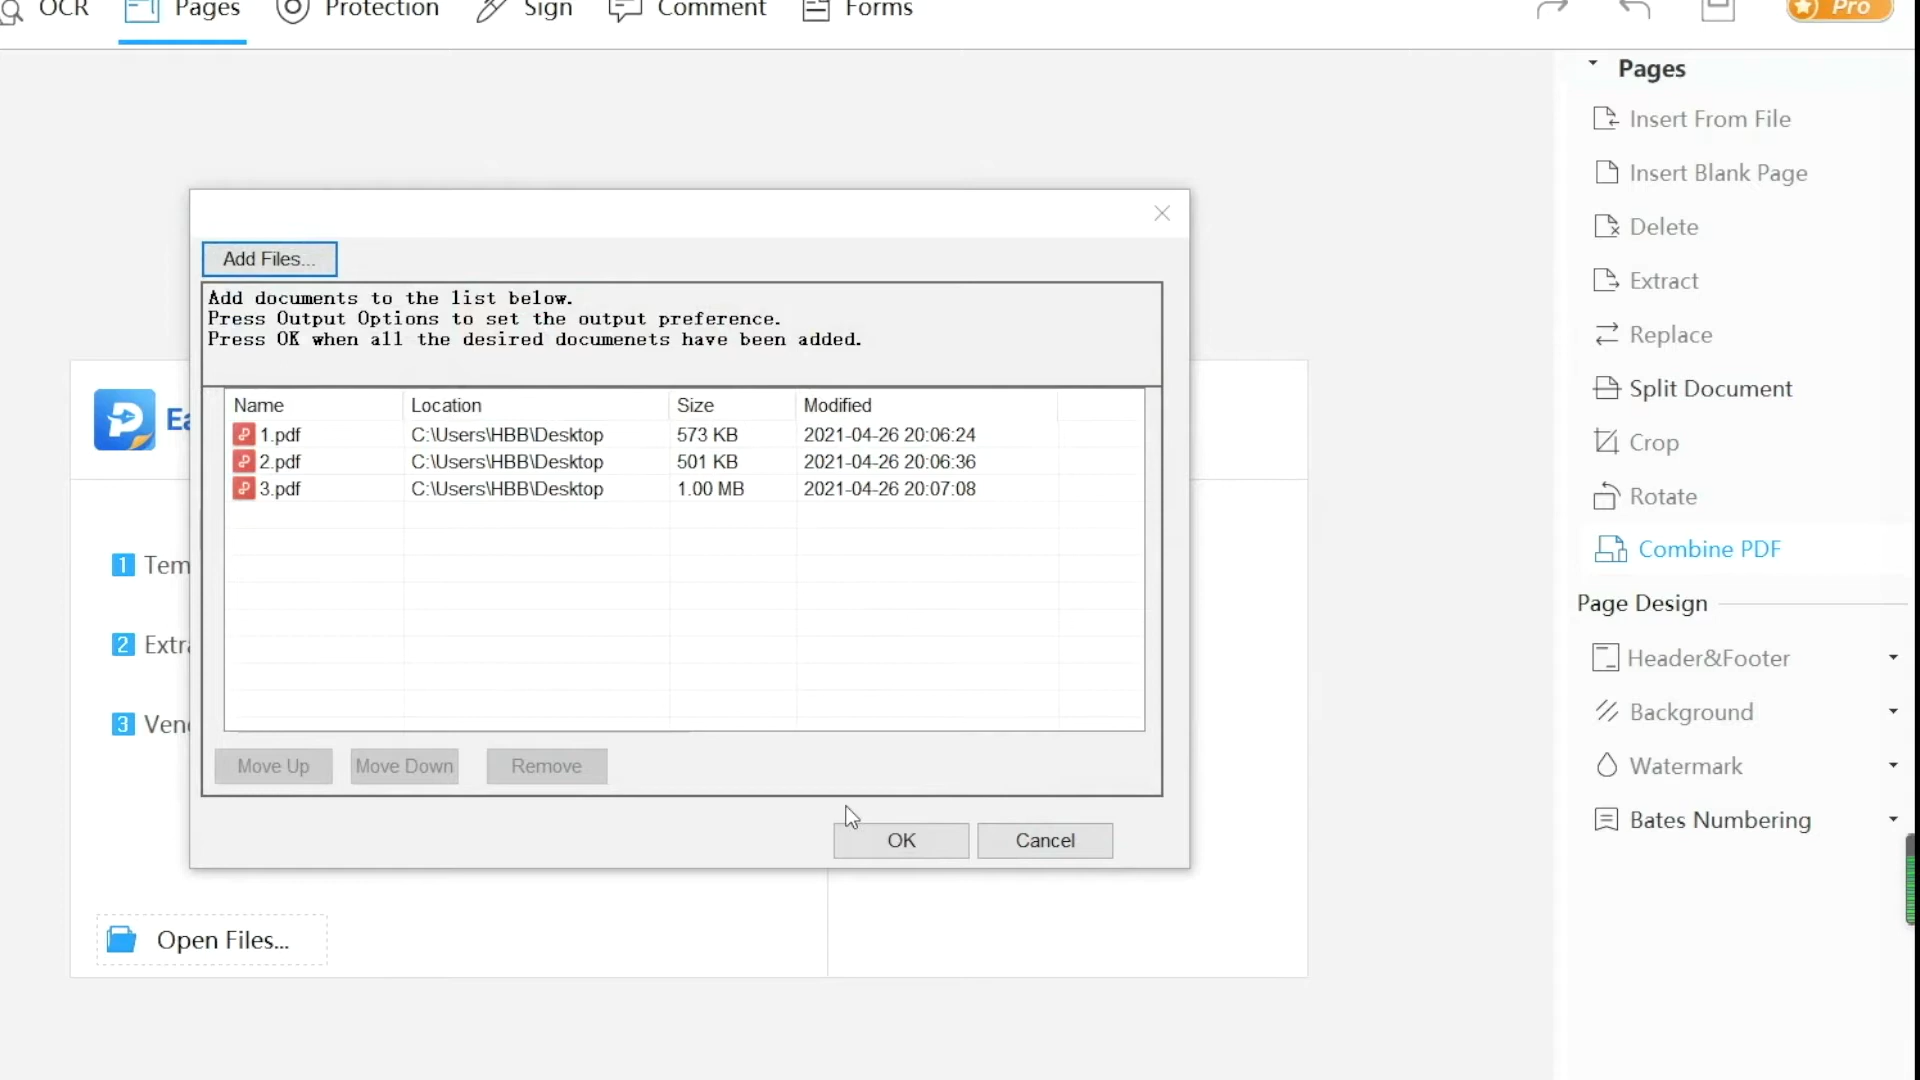 OCR Pages Protection Sign Comment Forms Pro
Pages
Insert From File
Insert Blank Page
Delete
Extract
Replace
Split Document
Crop
Rotate
Combine PDF
Page Design
Header&Footer
Background
Watermark
Bates Numbering
Add Files...
Add documents to the list below.
Press Output Options to set the output preference.
Press OK when all the desired documenets have been added.
Name Location Size Modified
1.pdf C:\Users\HBB\Desktop 573 KB 2021-04-26 20:06:24
2.pdf C:\Users\HBB\Desktop 501 KB 2021-04-26 20:06:36
3.pdf C:\Users\HBB\Desktop 1.00 MB 2021-04-26 20:07:08
Move Up Move Down Remove
OK Cancel
1
2
3
Open Files...